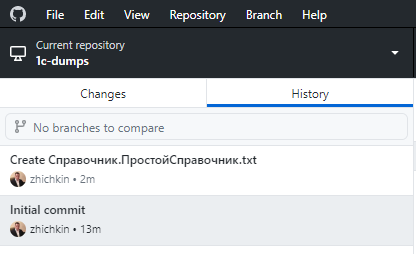 File Edit View Repository Branch Help
Current repository
1c-dumps
Changes History
No branches to compare
Create Справочник.ПростойСправочник.txt
zhichkin • 2m
Initial commit
zhichkin • 13m